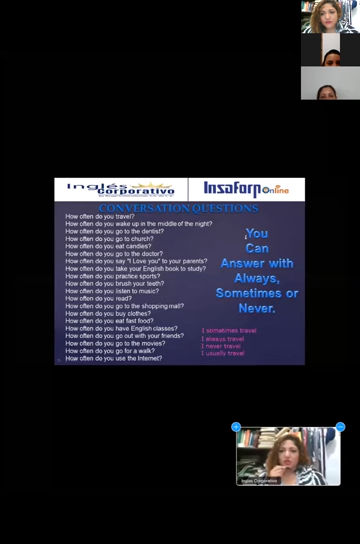 Inglés Corporativo
Insaforp Online
CONVERSATION QUESTIONS
How often do you travel?
How often do you wake up in the middle of the night?
How often do you go to the dentist?
How often do you go to church?
How often do you eat candies?
How often do you go to the doctor?
How often do you say "I Love you" to your parents?
How often do you take your English book to study?
How often do you practice sports?
How often do you brush your teeth?
How often do you listen to music?
How often do you read?
How often do you go to the shopping mall?
How often do you buy clothes?
How often do you eat fast food?
How often do you have English classes?
How often do you go out with your friends?
How often do you go to the movies?
How often do you go for a walk?
How often do you use the Internet?
You
Can
Answer with
Always,
Sometimes or
Never.
I sometimes travel
I always travel
I never travel
I usually travel
Ingles Corporativo